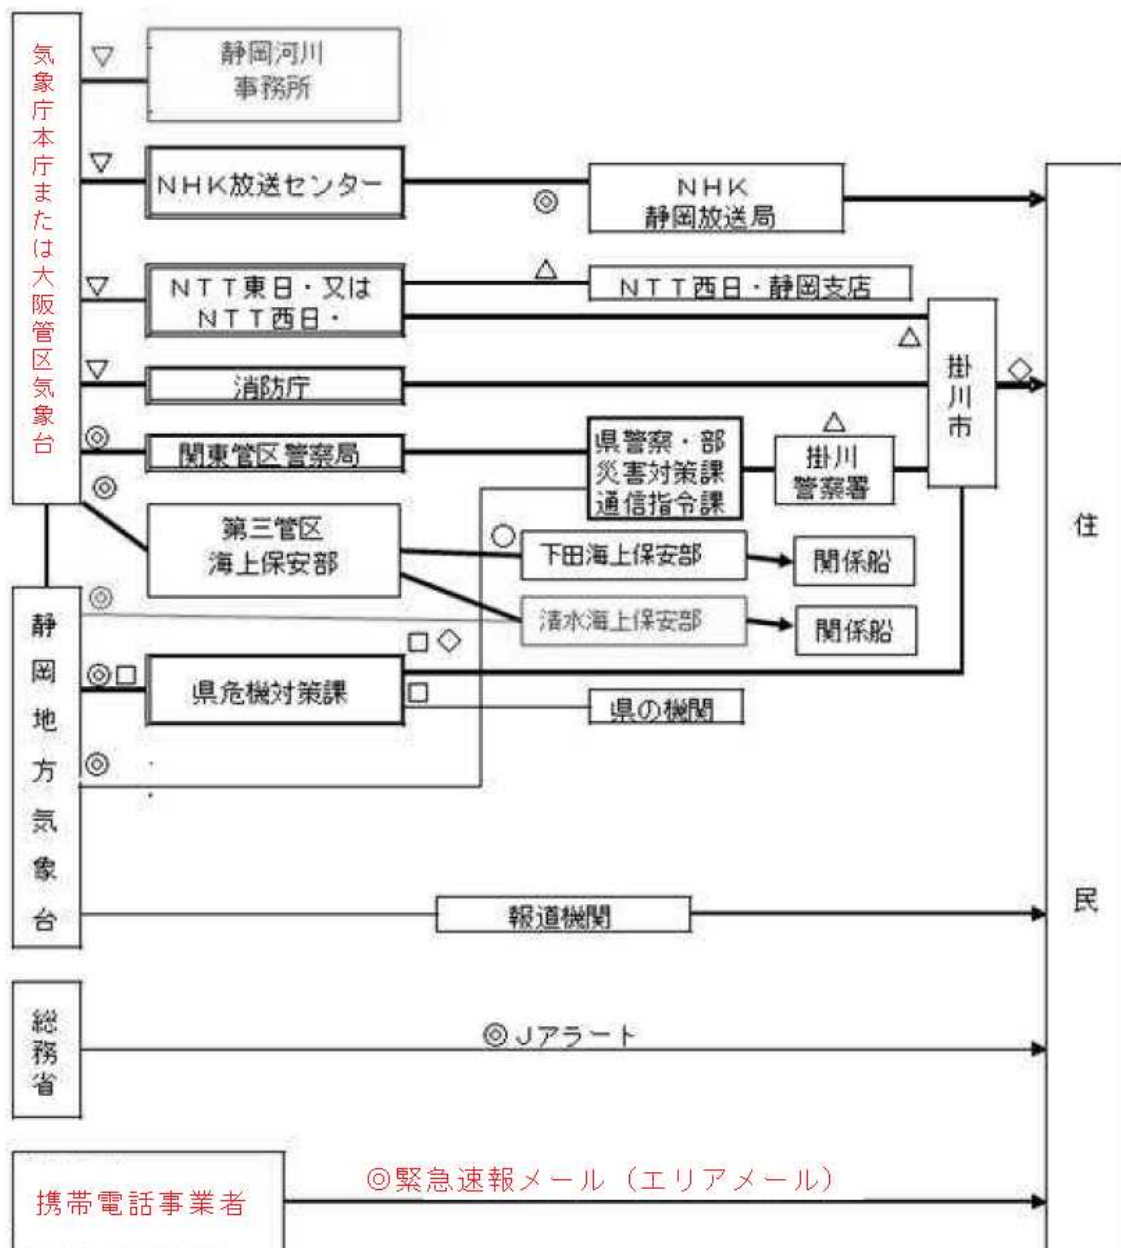 気象庁本庁または大阪管区気象台
▽
静岡河川
事務所
▽
NHK放送センター
◎
NHK
静岡放送局
▽
NTT東日・又は
NTT西日・
△
NTT西日・静岡支店
△
掛川市
◇
▽
消防庁
◎
関東管区警察局
県警察・部
災害対策課
通信指令課
△
掛川
警察署
◎
第三管区
海上保安部
○
下田海上保安部
関係船
清水海上保安部
関係船
静岡地方気象台
◎
◎□
県危機対策課
□◇
□
県の機関
◎
報道機関
総務省
◎Jアラート
携帯電話事業者
◎緊急速報メール(エリアメール)
住民